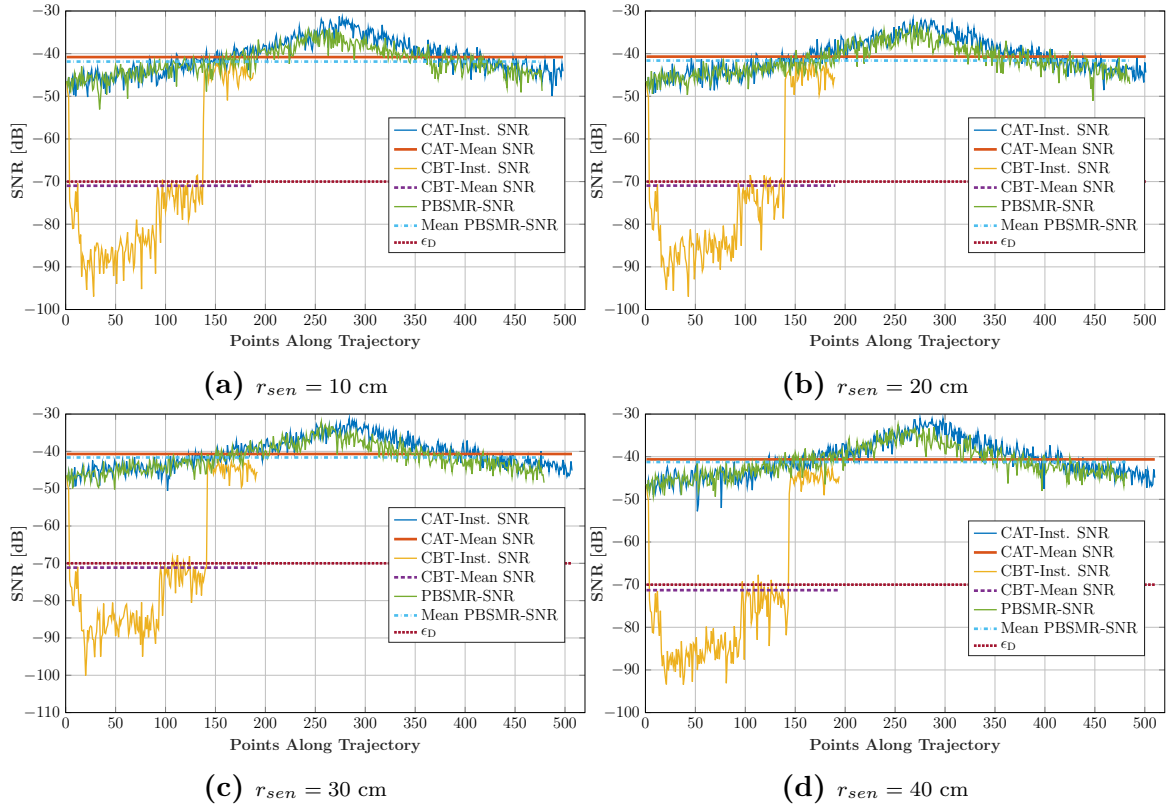 −30
−40
−50
−60
−70
−80
−90
−100
SNR [dB]
0 50 100 150 200 250 300 350 400 450 500
Points Along Trajectory
CAT-Inst. SNR
CAT-Mean SNR
CBT-Inst. SNR
CBT-Mean SNR
PBSMR-SNR
Mean PBSMR-SNR
ϵD
(a) rsen = 10 cm
−30
−40
−50
−60
−70
−80
−90
−100
SNR [dB]
0 50 100 150 200 250 300 350 400 450 500
Points Along Trajectory
CAT-Inst. SNR
CAT-Mean SNR
CBT-Inst. SNR
CBT-Mean SNR
PBSMR-SNR
Mean PBSMR-SNR
ϵD
(b) rsen = 20 cm
−30
−40
−50
−60
−70
−80
−90
−100
−110
SNR [dB]
0 50 100 150 200 250 300 350 400 450 500
Points Along Trajectory
CAT-Inst. SNR
CAT-Mean SNR
CBT-Inst. SNR
CBT-Mean SNR
PBSMR-SNR
Mean PBSMR-SNR
ϵD
(c) rsen = 30 cm
−30
−40
−50
−60
−70
−80
−90
−100
SNR [dB]
0 50 100 150 200 250 300 350 400 450 500
Points Along Trajectory
CAT-Inst. SNR
CAT-Mean SNR
CBT-Inst. SNR
CBT-Mean SNR
PBSMR-SNR
Mean PBSMR-SNR
ϵD
(d) rsen = 40 cm